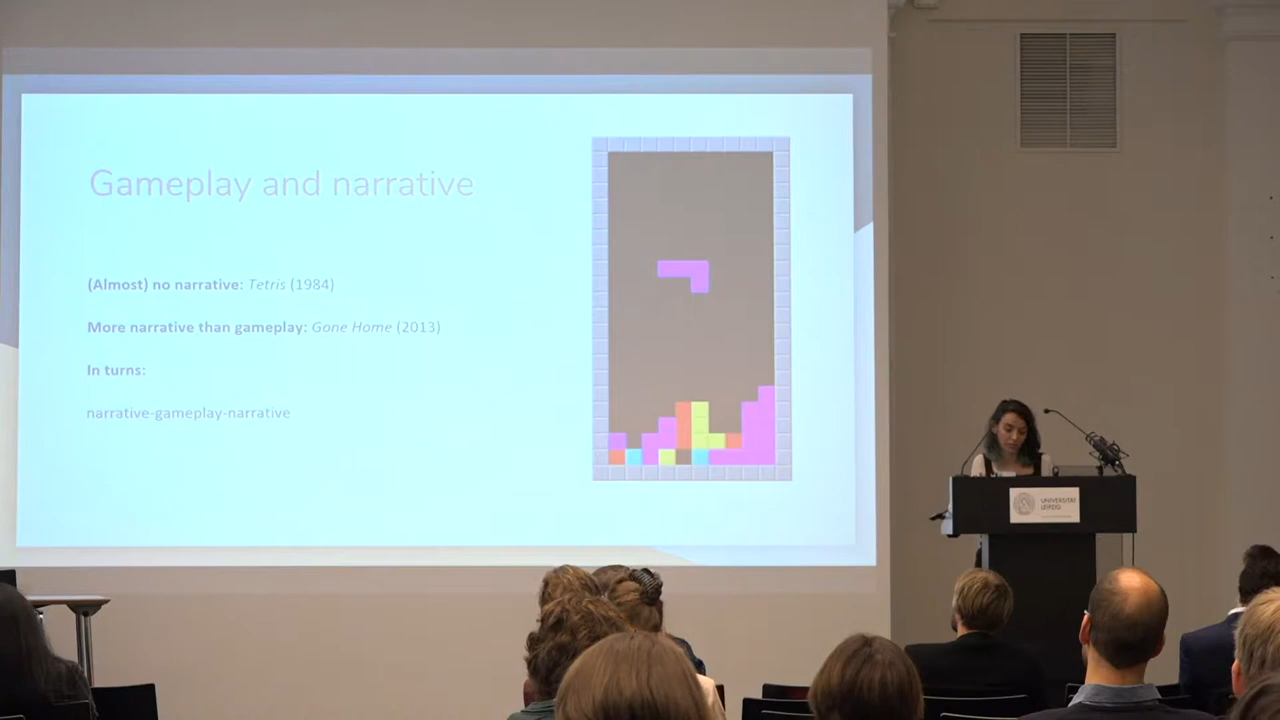 Gameplay and narrative
(Almost) no narrative: Tetris (1984)
More narrative than gameplay: Gone Home (2013)
In turns:
narrative-gameplay-narrative
UNIVERSITÄT
LEIPZIG